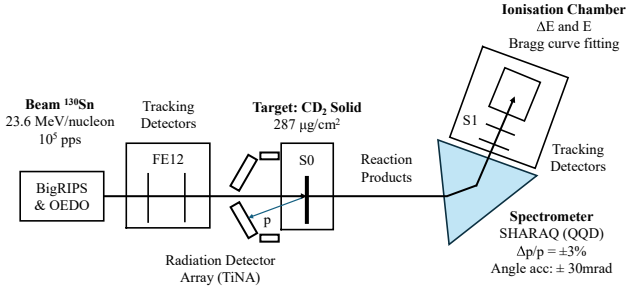 Ionisation Chamber
ΔE and E
Bragg curve fitting
Beam ¹³⁰Sn
23.6 MeV/nucleon
10⁵ pps
Tracking
Detectors
Target: CD₂ Solid
287 μg/cm²
BigRIPS
& OEDO
FE12
S0
p
Radiation Detector
Array (TiNA)
Reaction
Products
S1
Tracking
Detectors
Spectrometer
SHARAQ (QQD)
Δp/p = ±3%
Angle acc: ± 30mrad